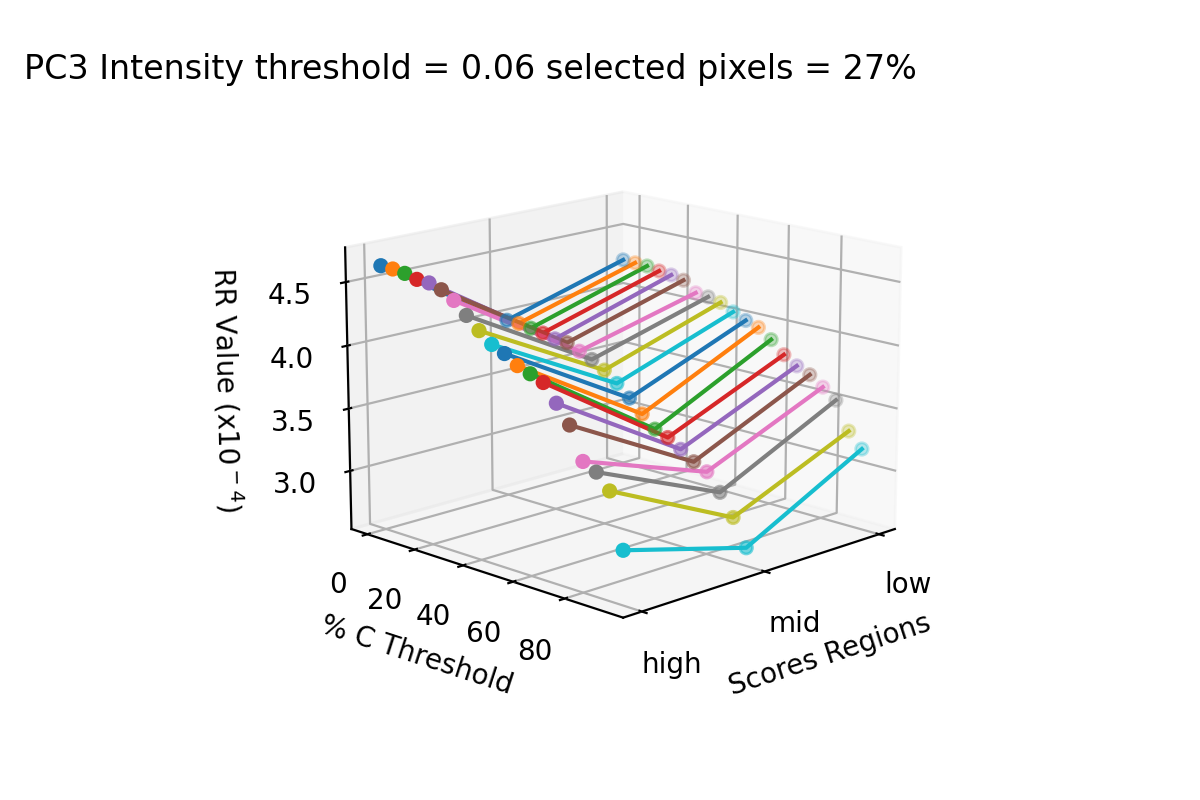 PC3 Intensity threshold = 0.06 selected pixels = 27%
RR Value (x10⁻⁴)
4.5
4.0
3.5
3.0
0
20
40
60
80
% C Threshold
high
mid
low
Scores Regions